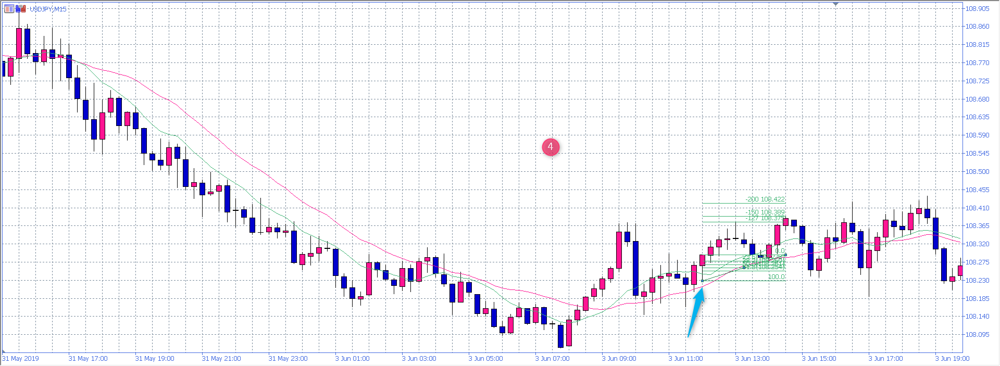 USDJPY,M15
108.905
108.860
108.815
108.770
108.725
108.680
108.635
108.590
108.545
108.500
108.455
108.410
108.365
108.320
108.275
108.230
108.185
108.140
108.095
4
-200 108.422
-150 108.389
-127 108.375
0.0
100.0
31 May 2019
31 May 17:00
31 May 19:00
31 May 21:00
31 May 23:00
3 Jun 01:00
3 Jun 03:00
3 Jun 05:00
3 Jun 07:00
3 Jun 09:00
3 Jun 11:00
3 Jun 13:00
3 Jun 15:00
3 Jun 17:00
3 Jun 19:00